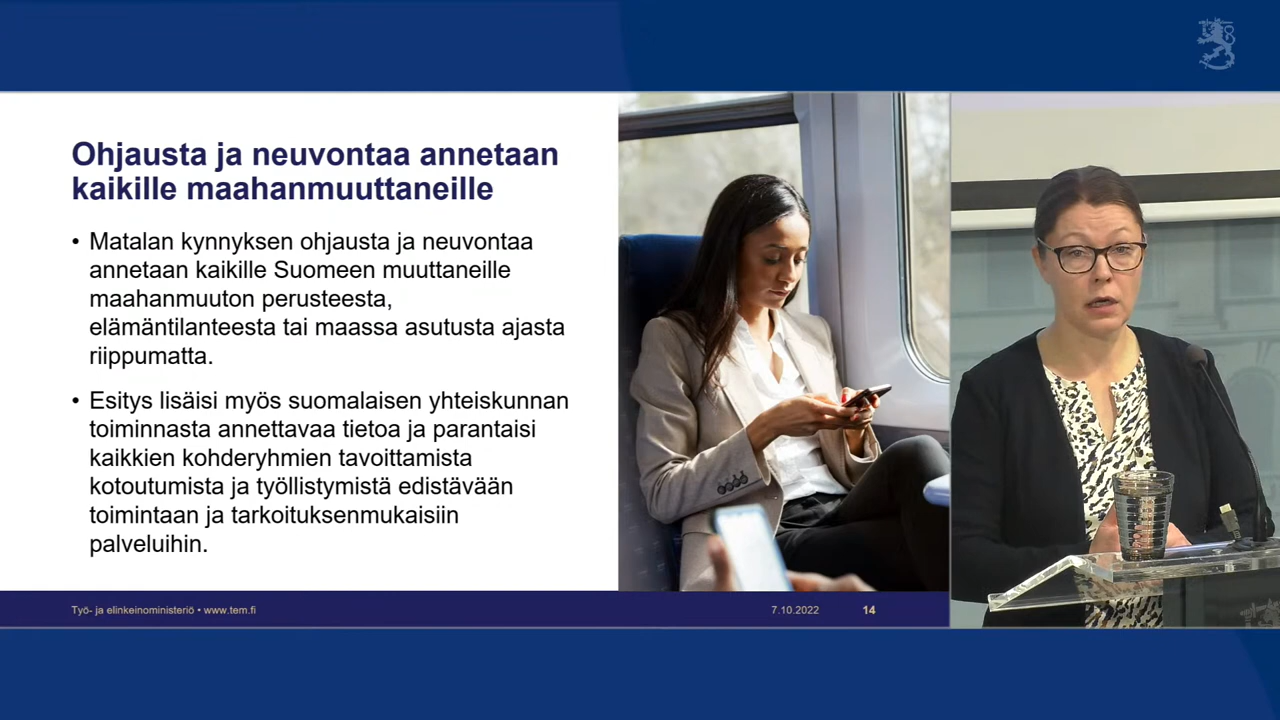 Ohjausta ja neuvontaa annetaan
kaikille maahanmuuttaneille
• Matalan kynnyksen ohjausta ja neuvontaa
annetaan kaikille Suomeen muuttaneille
maahanmuuton perusteesta,
elämäntilanteesta tai maassa asutusta ajasta
riippumatta.
• Esitys lisäisi myös suomalaisen yhteiskunnan
toiminnasta annettavaa tietoa ja parantaisi
kaikkien kohderyhmien tavoittamista
kotoutumista ja työllistymistä edistävään
toimintaan ja tarkoituksenmukaisiin
palveluihin.
Työ- ja elinkeinoministeriö • www.tem.fi
7.10.2022
14